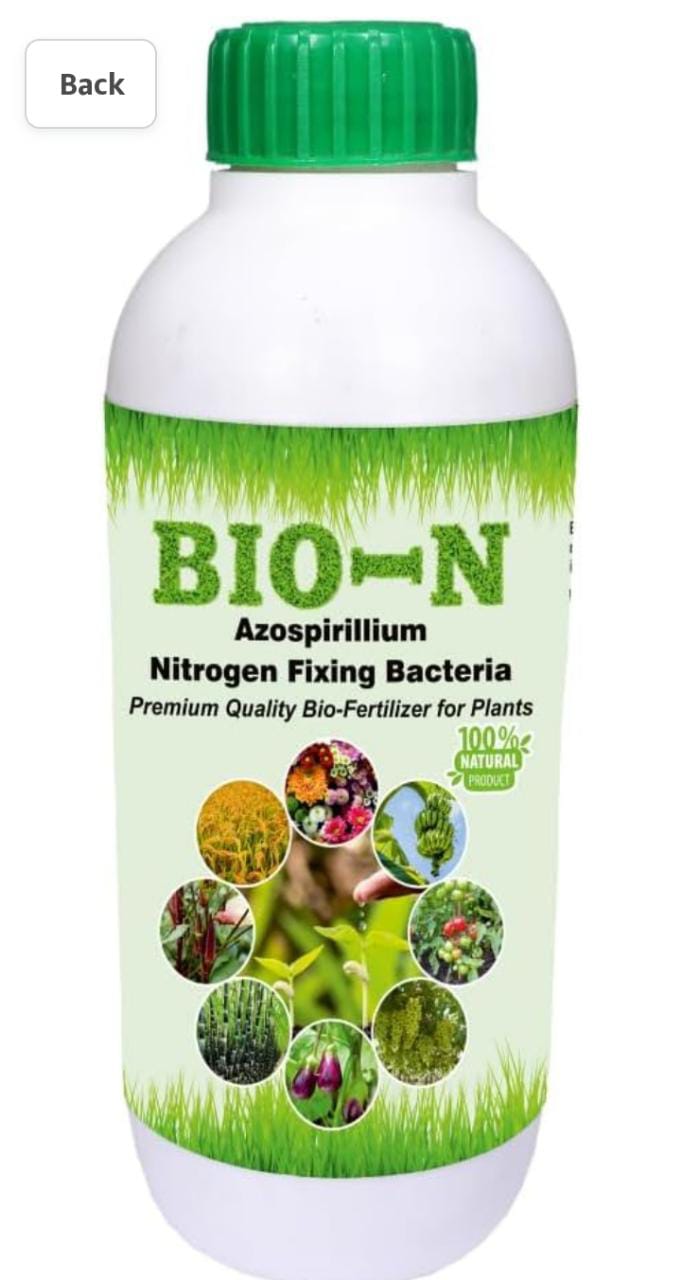 Back
BIO-N
Azospirillium
Nitrogen Fixing Bacteria
Premium Quality Bio-Fertilizer for Plants
100%
NATURAL
PRODUCT